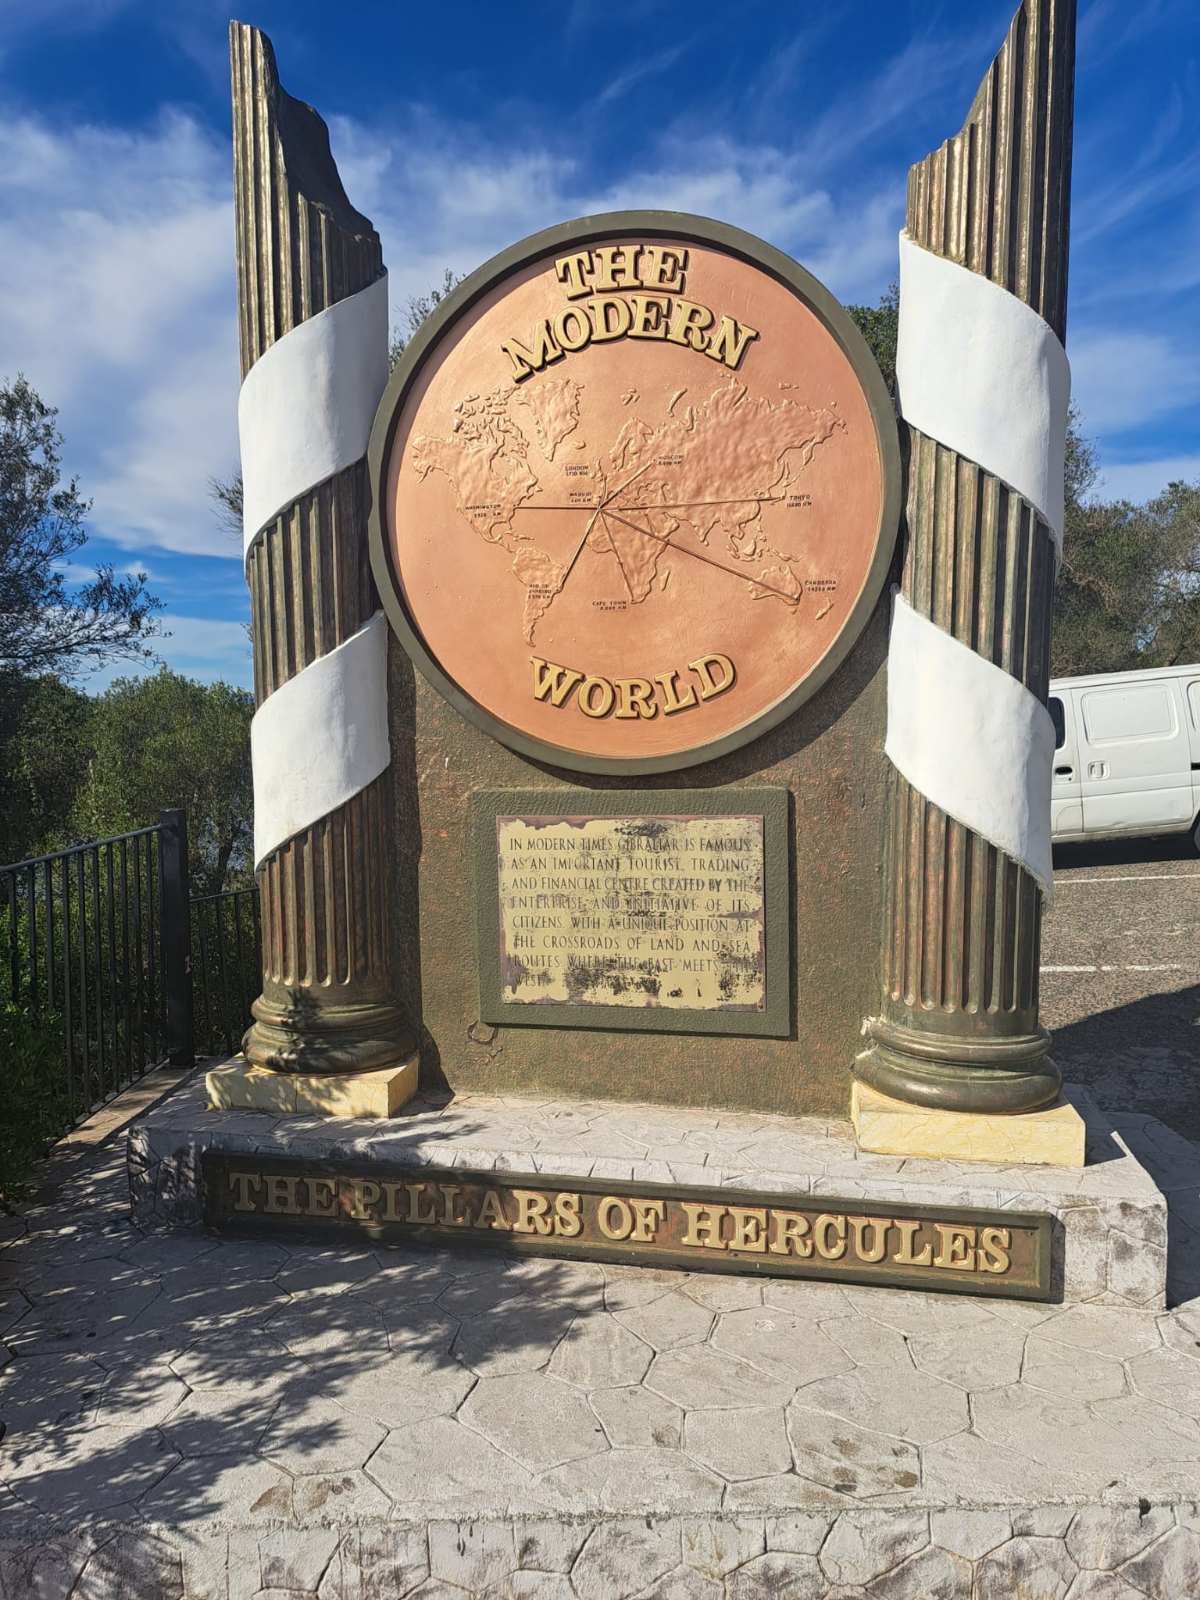 THE
MODERN
LONDON
MOSCOW
MADRID
WASHINGTON
TOKYO
RIO DE
JANEIRO
CANBERRA
CAPE TOWN
WORLD
IN MODERN TIMES GIBRALTAR IS FAMOUS
AS AN IMPORTANT TOURIST, TRADING
AND FINANCIAL CENTRE CREATED BY THE
ENTERPRISE AND INITIATIVE OF ITS
CITIZENS WITH A UNIQUE POSITION AT
THE CROSSROADS OF LAND AND SEA
ROUTES WHERE THE EAST MEETS THE
WEST
THE PILLARS OF HERCULES